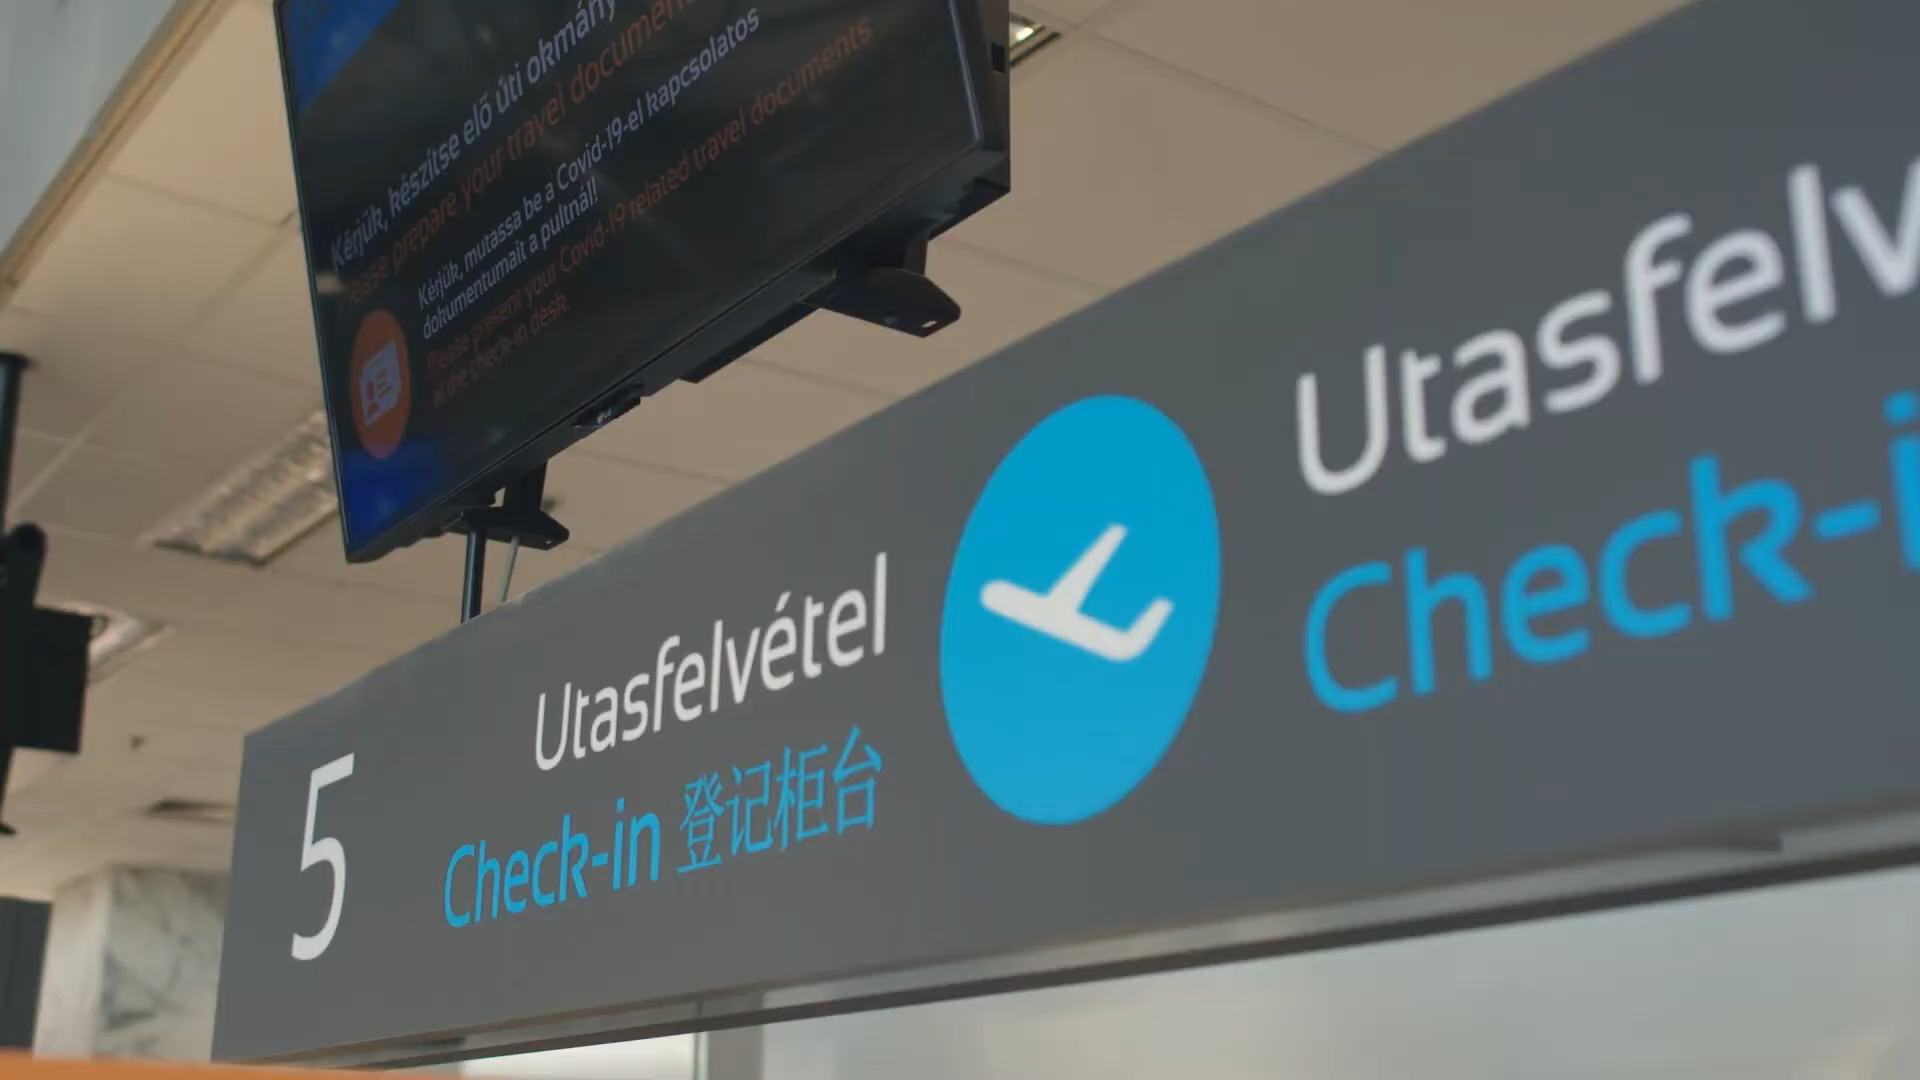 Kérjük, készítse elő úti okmány
Please prepare your travel document
Kérjük, mutassa be a Covid-19-el kapcsolatos
dokumentumait a pultnál!
Please present your Covid-19 related travel documents
at the check-in desk.
LG
5
Utasfelvétel
Check-in 登记柜台
Utasfelv
Check-i